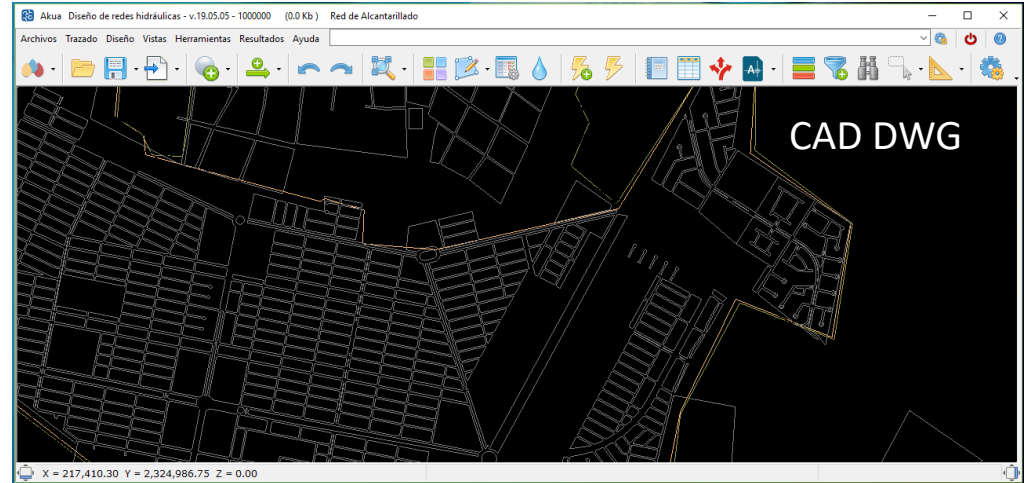 Akua Diseño de redes hidráulicas - v.19.05.05 - 1000000 (0.0 Kb ) Red de Alcantarillado
Archivos Trazado Diseño Vistas Herramientas Resultados Ayuda
A
CAD DWG
X = 217,410.30 Y = 2,324,986.75 Z = 0.00